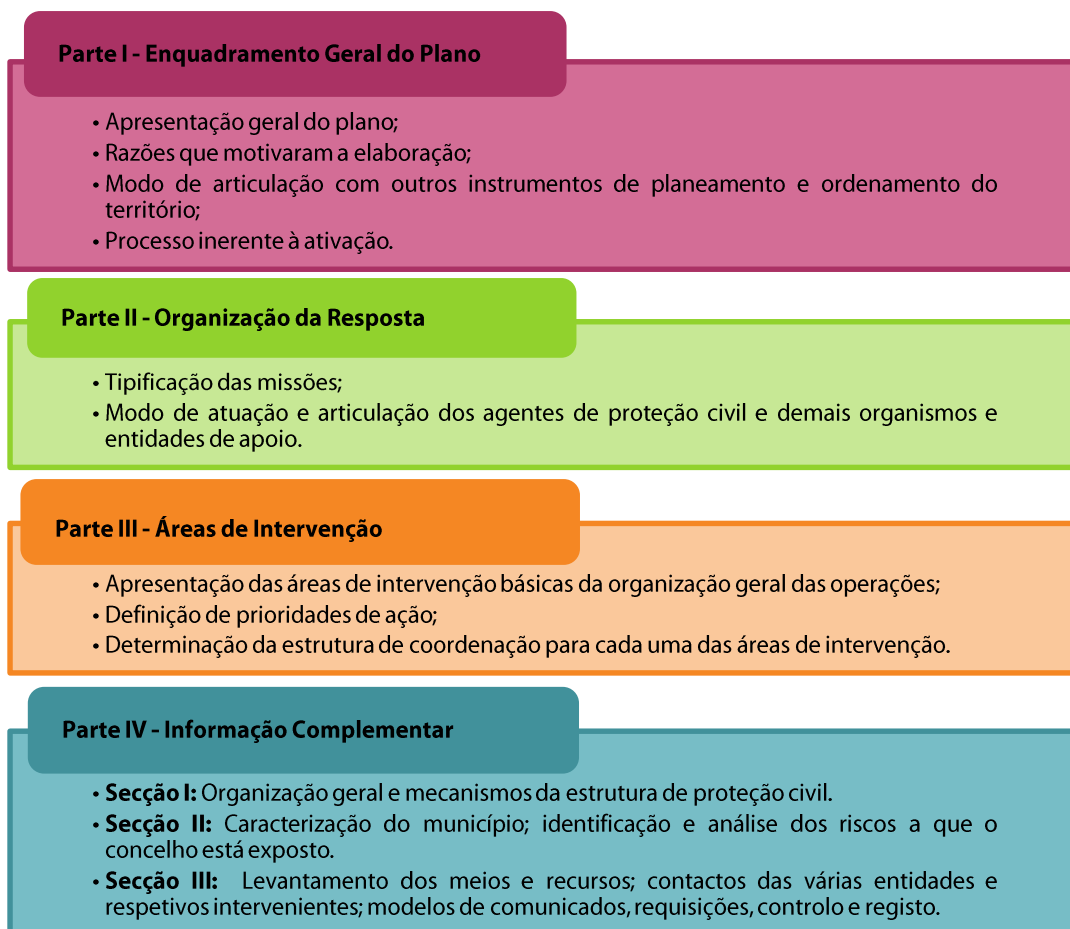 Parte I - Enquadramento Geral do Plano
• Apresentação geral do plano;
• Razões que motivaram a elaboração;
• Modo de articulação com outros instrumentos de planeamento e ordenamento do
território;
• Processo inerente à ativação.
Parte II - Organização da Resposta
• Tipificação das missões;
• Modo de atuação e articulação dos agentes de proteção civil e demais organismos e
entidades de apoio.
Parte III - Áreas de Intervenção
• Apresentação das áreas de intervenção básicas da organização geral das operações;
• Definição de prioridades de ação;
• Determinação da estrutura de coordenação para cada uma das áreas de intervenção.
Parte IV - Informação Complementar
• Secção I: Organização geral e mecanismos da estrutura de proteção civil.
• Secção II: Caracterização do município; identificação e análise dos riscos a que o
concelho está exposto.
• Secção III: Levantamento dos meios e recursos; contactos das várias entidades e
respetivos intervenientes; modelos de comunicados, requisições, controlo e registo.